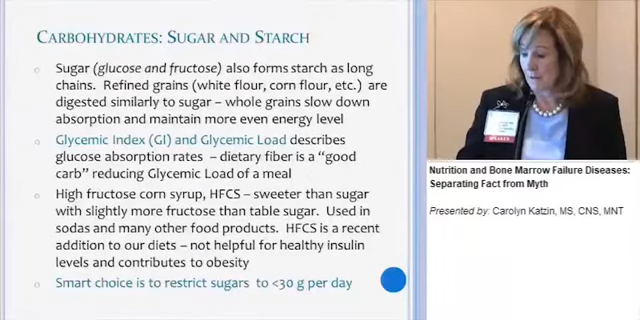 CARBOHYDRATES: SUGAR AND STARCH
Sugar (glucose and fructose) also forms starch as long
chains. Refined grains (white flour, corn flour, etc.) are
digested similarly to sugar – whole grains slow down
absorption and maintain more even energy level
Glycemic Index (GI) and Glycemic Load describes
glucose absorption rates – dietary fiber is a "good
carb" reducing Glycemic Load of a meal
High fructose corn syrup, HFCS – sweeter than sugar
with slightly more fructose than table sugar. Used in
sodas and many other food products. HFCS is a recent
addition to our diets – not helpful for healthy insulin
levels and contributes to obesity
Smart choice is to restrict sugars to <30 g per day
SPEAKER
Nutrition and Bone Marrow Failure Diseases:
Separating Fact from Myth
Presented by: Carolyn Katzin, MS, CNS, MNT